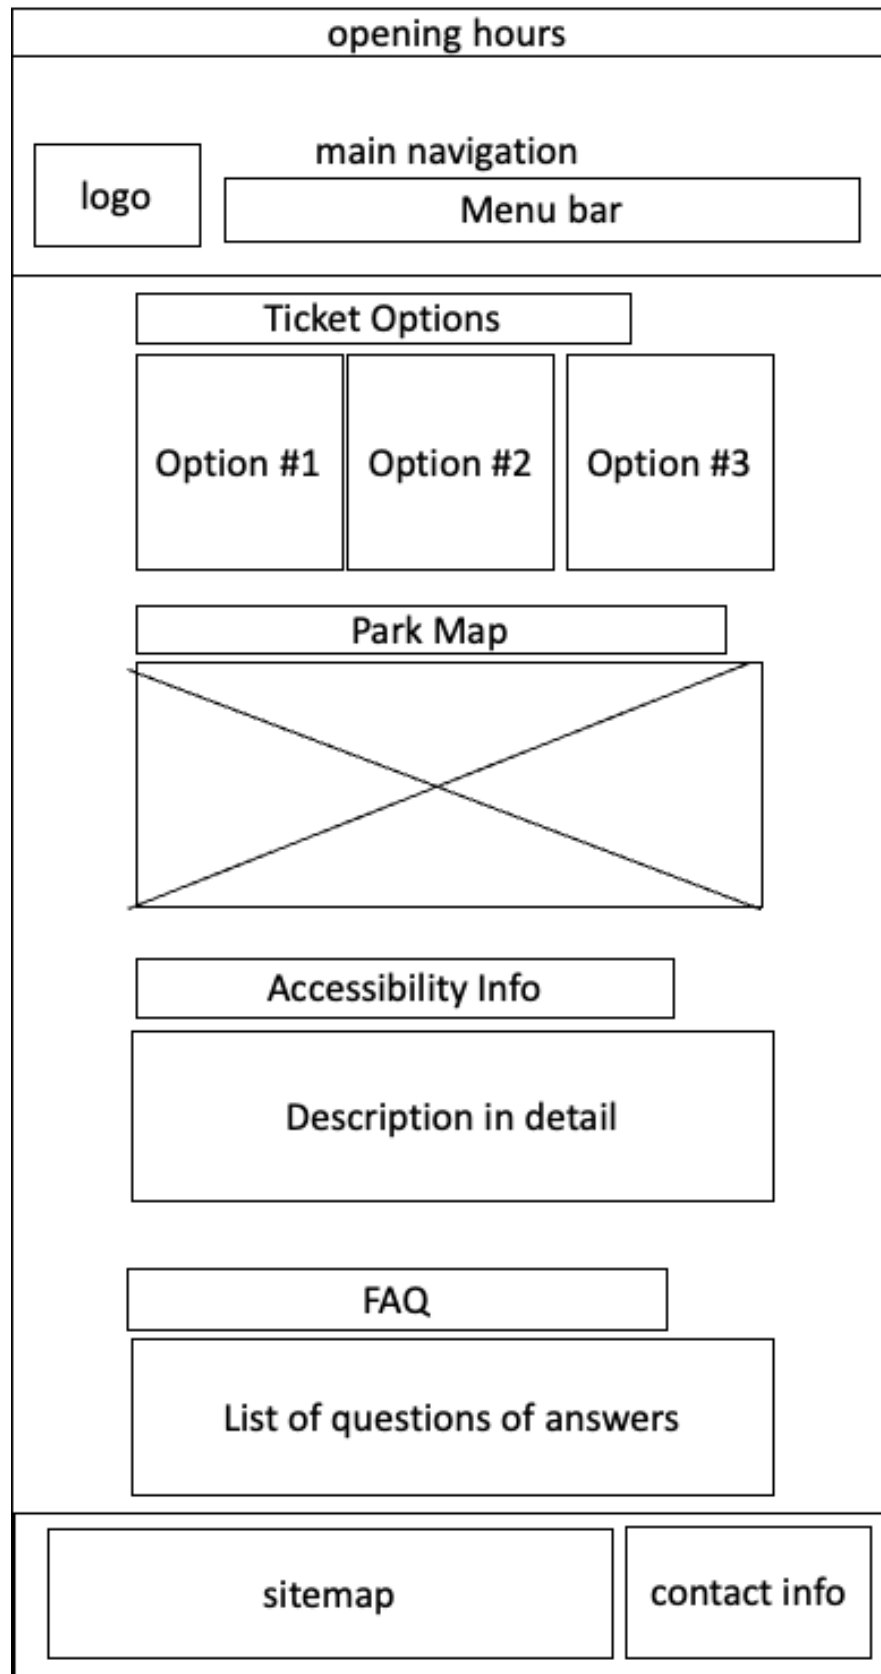 opening hours
main navigation
logo
Menu bar
Ticket Options
Option #1
Option #2
Option #3
Park Map
Accessibility Info
Description in detail
FAQ
List of questions of answers
sitemap
contact info